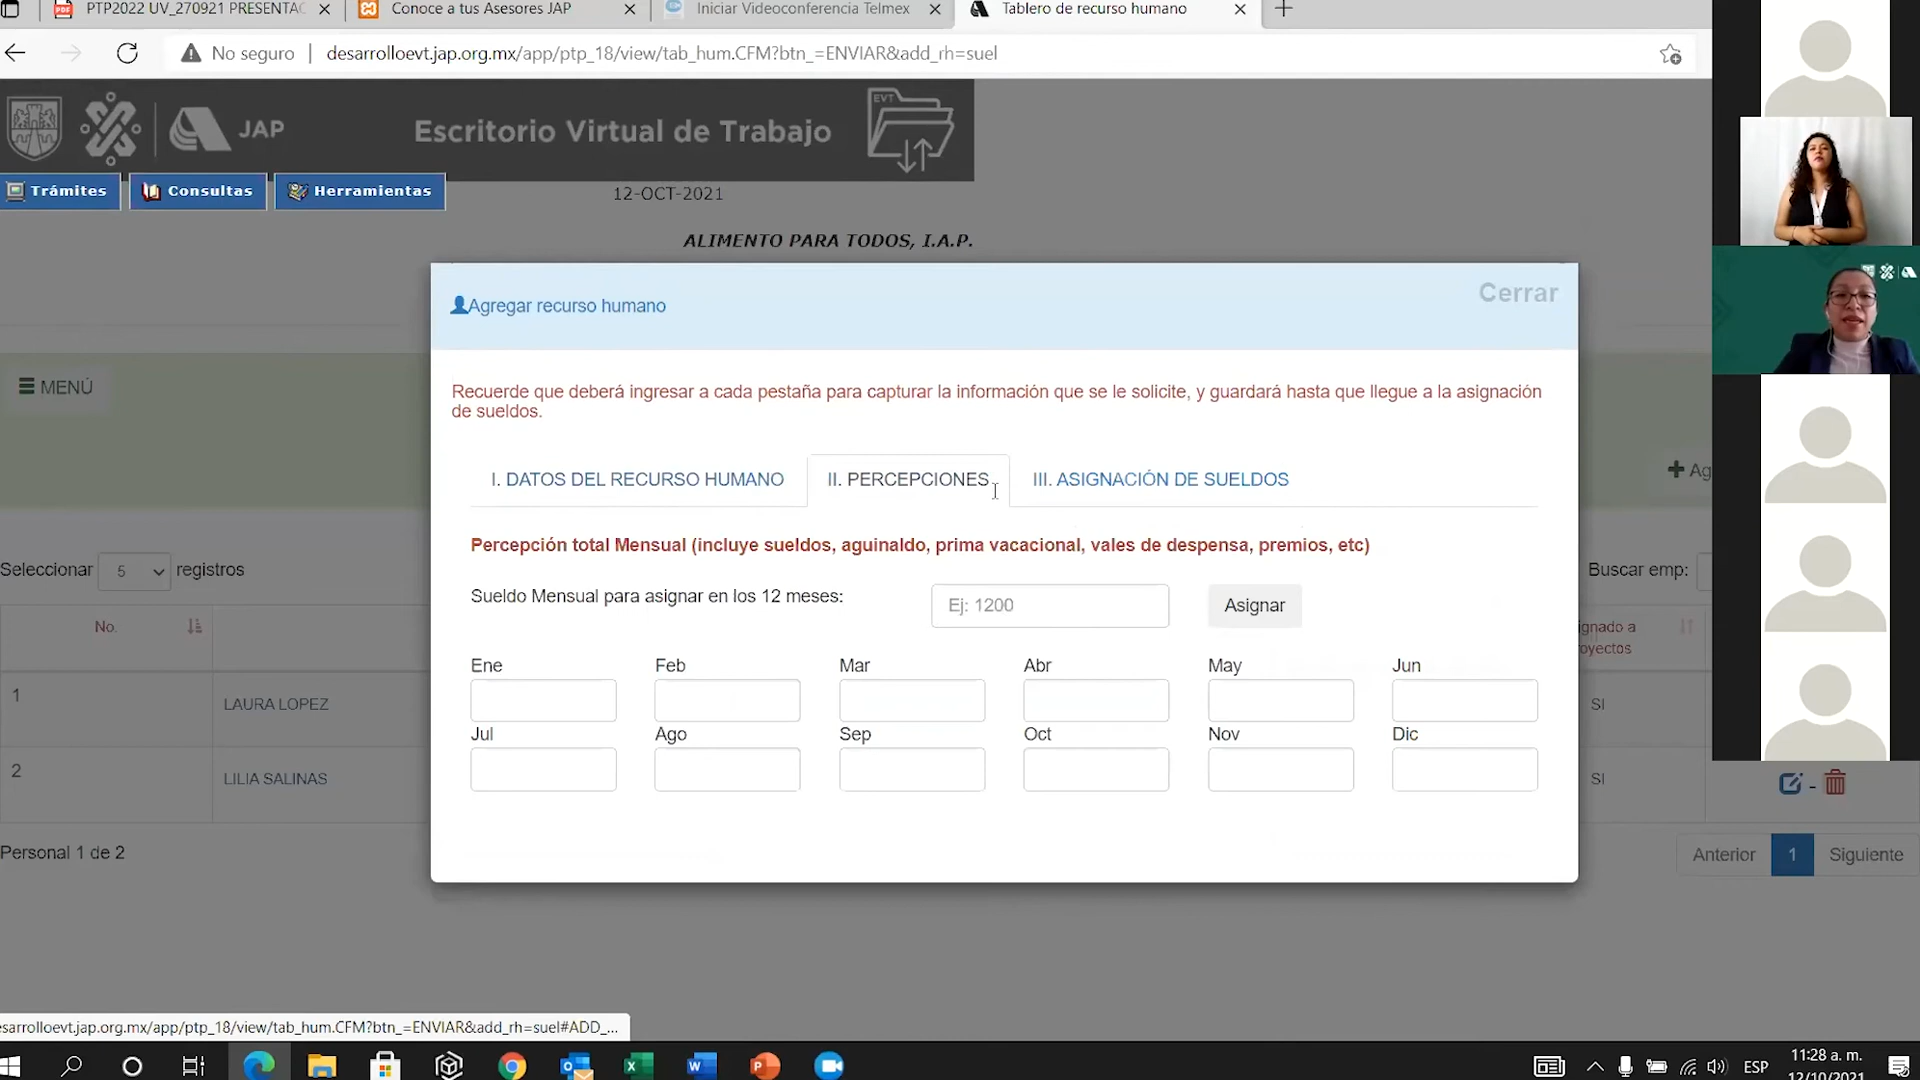 PTP2022 UV_270921 PRESENTAC
Conoce a tus Asesores JAP
Iniciar Videoconferencia Telmex
Tablero de recurso humano
No seguro
desarrolloevt.jap.org.mx/app/ptp_18/view/tab_hum.CFM?btn_=ENVIAR&add_rh=suel
JAP
Escritorio Virtual de Trabajo
EVT
Trámites
Consultas
Herramientas
12-OCT-2021
ALIMENTO PARA TODOS, I.A.P.
Agregar recurso humano
Cerrar
MENÚ
Recuerde que deberá ingresar a cada pestaña para capturar la información que se le solicite, y guardará hasta que llegue a la asignación
de sueldos.
I. DATOS DEL RECURSO HUMANO
II. PERCEPCIONES
III. ASIGNACIÓN DE SUELDOS
Ag
Percepción total Mensual (incluye sueldos, aguinaldo, prima vacacional, vales de despensa, premios, etc)
Seleccionar 5 registros
Buscar emp:
Sueldo Mensual para asignar en los 12 meses:
Ej: 1200
Asignar
No.
ignado a
royectos
Ene Feb Mar Abr May Jun
1 LAURA LOPEZ SI
Jul Ago Sep Oct Nov Dic
2 LILIA SALINAS SI
-
Personal 1 de 2
Anterior 1 Siguiente
esarrolloevt.jap.org.mx/app/ptp_18/view/tab_hum.CFM?btn_=ENVIAR&add_rh=suel#ADD_...
ESP
11:28 a. m.
12/10/2021